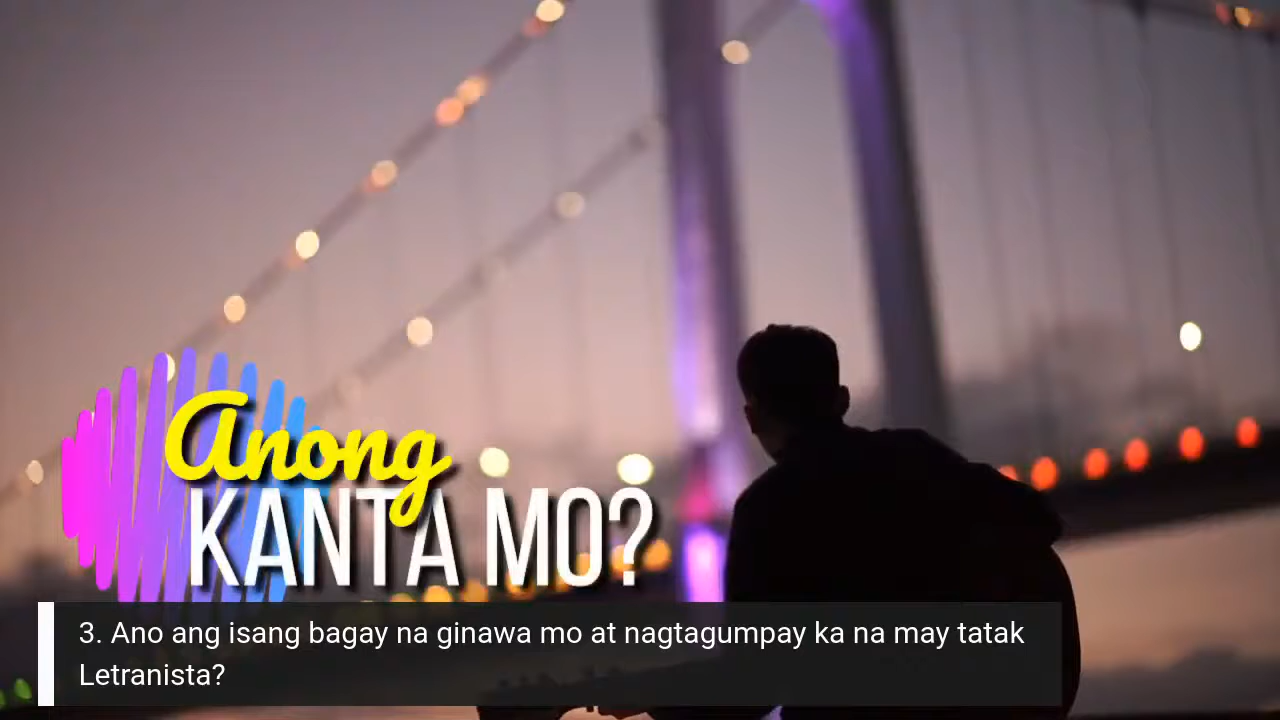 Anong
KANTA MO?
3. Ano ang isang bagay na ginawa mo at nagtagumpay ka na may tatak
Letranista?